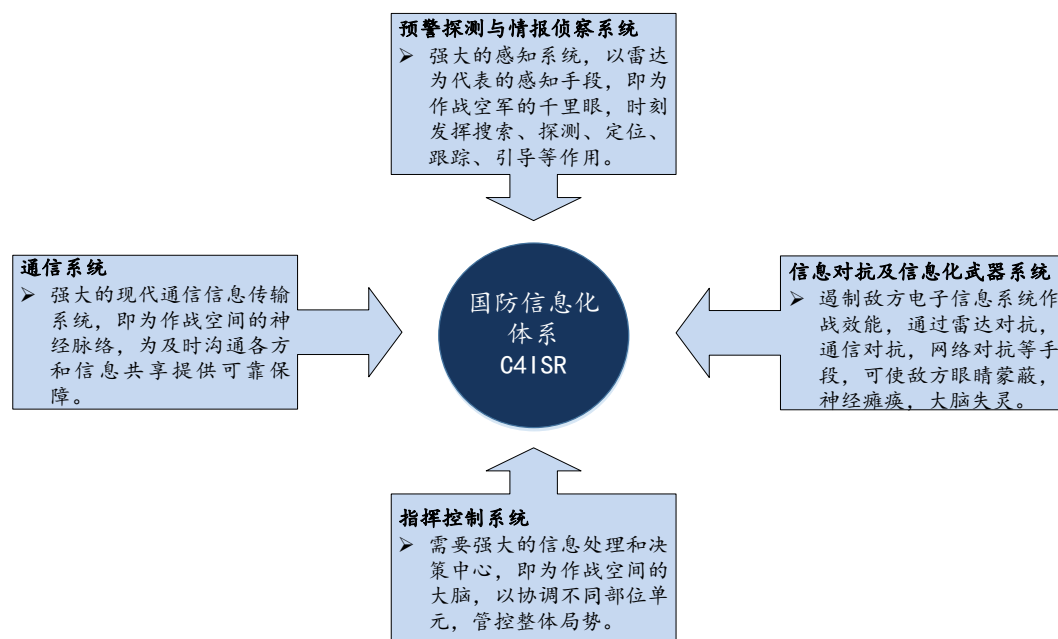 预警探测与情报侦察系统
➢ 强大的感知系统，以雷达
为代表的感知手段，即为
作战空军的千里眼，时刻
发挥搜索、探测、定位、
跟踪、引导等作用。
通信系统
➢ 强大的现代通信信息传输
系统，即为作战空间的神
经脉络，为及时沟通各方
和信息共享提供可靠保
障。
国防信息化
体系
C4ISR
信息对抗及信息化武器系统
➢ 遏制敌方电子信息系统作
战效能，通过雷达对抗，
通信对抗，网络对抗等手
段，可使敌方眼睛蒙蔽，
神经瘫痪，大脑失灵。
指挥控制系统
➢ 需要强大的信息处理和决
策中心，即为作战空间的
大脑，以协调不同部位单
元，管控整体局势。